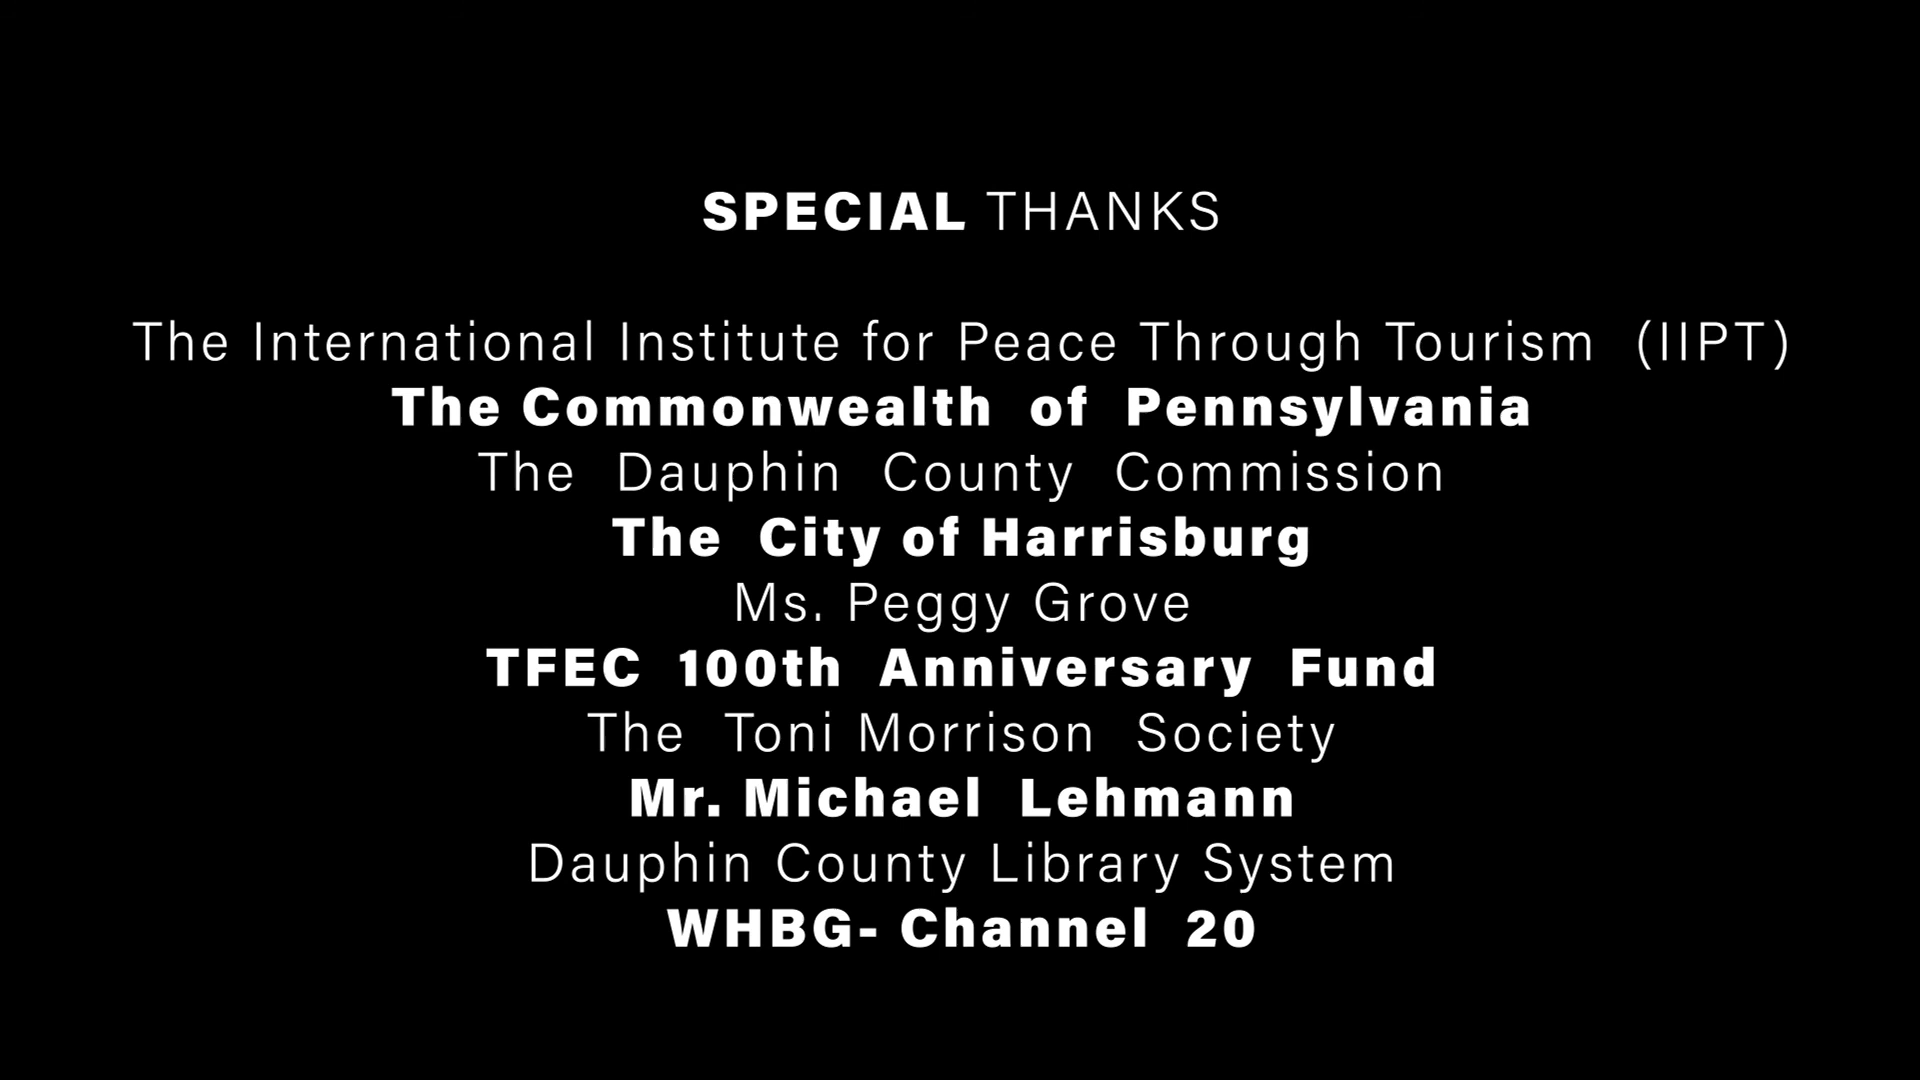 SPECIAL THANKS
The International Institute for Peace Through Tourism (IIPT)
The Commonwealth of Pennsylvania
The Dauphin County Commission
The City of Harrisburg
Ms. Peggy Grove
TFEC 100th Anniversary Fund
The Toni Morrison Society
Mr. Michael Lehmann
Dauphin County Library System
WHBG- Channel 20